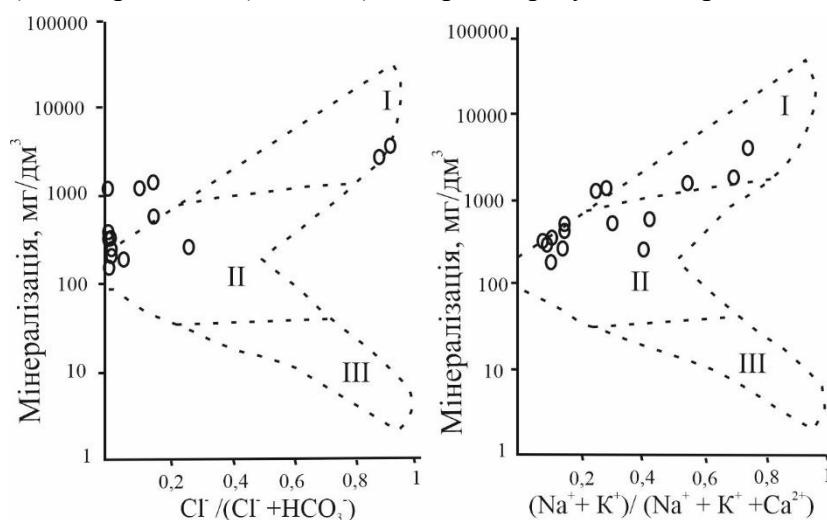 100000
10000
1000
100
10
1
Мінералізація, мг/дм³
I
II
III
0,2 0,4 0,6 0,8 1
Cl⁻/(Cl⁻+HCO₃⁻)
100000
10000
1000
100
10
1
Мінералізація, мг/дм³
I
II
III
0,2 0,4 0,6 0,8 1
(Na⁺+ K⁺)/ (Na⁺ + K⁺ +Ca²⁺)